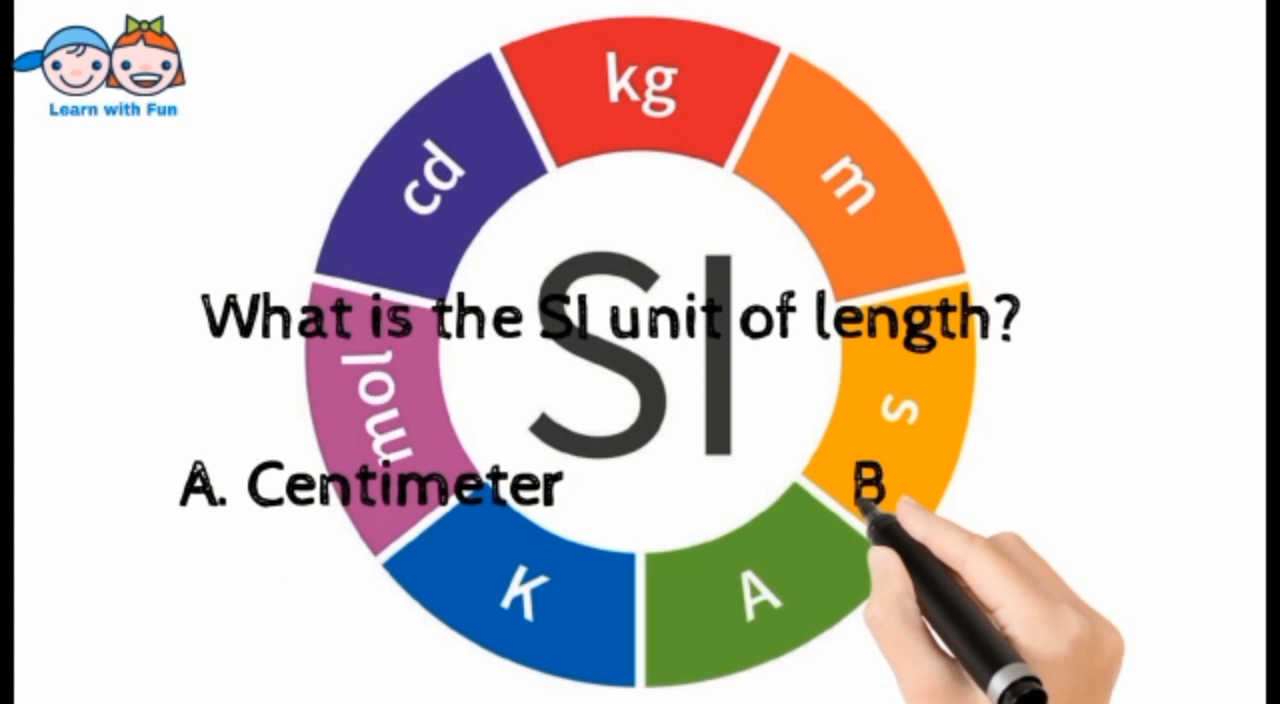 Learn with Fun
kg
cd
m
SI
What is the SI unit of length?
mol
s
A. Centimeter
B
K
A